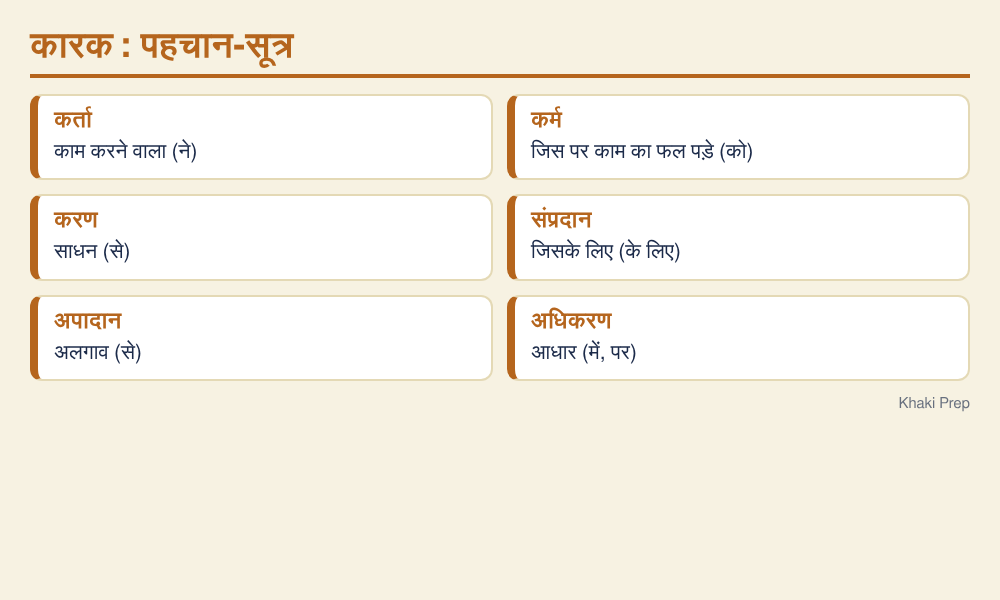 कारक : पहचान-सूत्र
कर्ता
काम करने वाला (ने)
कर्म
जिस पर काम का फल पड़े (को)
करण
साधन (से)
संप्रदान
जिसके लिए (के लिए)
अपादान
अलगाव (से)
अधिकरण
आधार (में, पर)
Khaki Prep